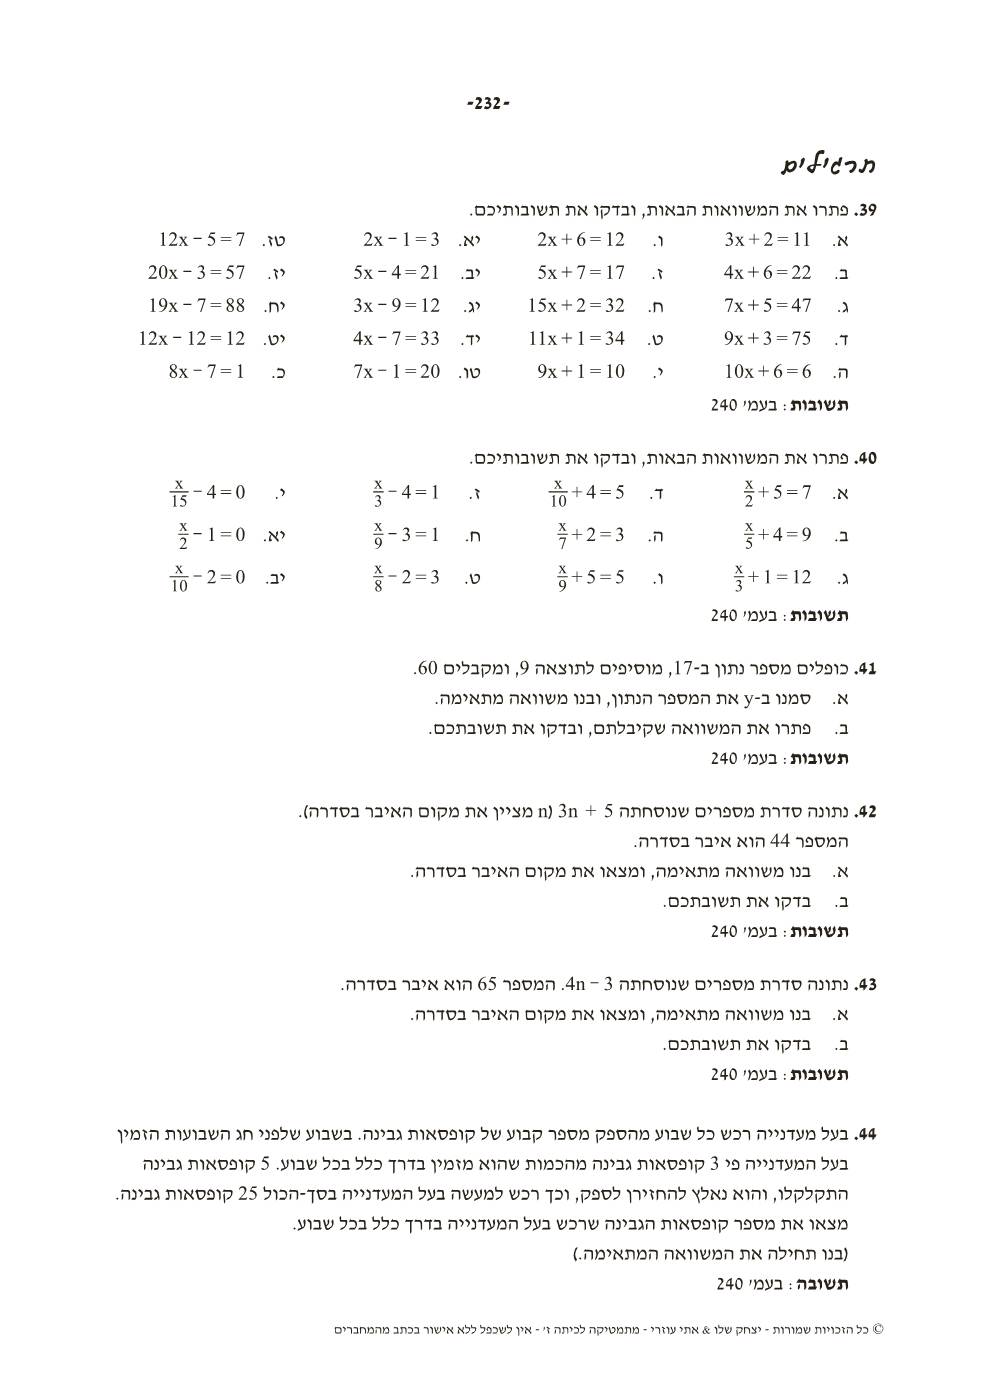 -232-
תרגילים
39. פתרו את המשוואות הבאות, ובדקו את תשובותיכם.
א. 3x + 2 = 11 ו. 2x + 6 = 12 יא. 2x − 1 = 3 טז. 12x − 5 = 7
ב. 4x + 6 = 22 ז. 5x + 7 = 17 יב. 5x − 4 = 21 יז. 20x − 3 = 57
ג. 7x + 5 = 47 ח. 15x + 2 = 32 יג. 3x − 9 = 12 יח. 19x − 7 = 88
ד. 9x + 3 = 75 ט. 11x + 1 = 34 יד. 4x − 7 = 33 יט. 12x − 12 = 12
ה. 10x + 6 = 6 י. 9x + 1 = 10 טו. 7x − 1 = 20 כ. 8x − 7 = 1
תשובות: בעמ' 240
40. פתרו את המשוואות הבאות, ובדקו את תשובותיכם.
א. x/2 + 5 = 7 ד. x/10 + 4 = 5 ז. x/3 − 4 = 1 י. x/15 − 4 = 0
ב. x/5 + 4 = 9 ה. x/7 + 2 = 3 ח. x/9 − 3 = 1 יא. x/2 − 1 = 0
ג. x/3 + 1 = 12 ו. x/9 + 5 = 5 ט. x/8 − 2 = 3 יב. x/10 − 2 = 0
תשובות: בעמ' 240
41. כופלים מספר נתון ב-17, מוסיפים לתוצאה 9, ומקבלים 60.
א. סמנו ב-y את המספר הנתון, ובנו משוואה מתאימה.
ב. פתרו את המשוואה שקיבלתם, ובדקו את תשובתכם.
תשובות: בעמ' 240
42. נתונה סדרת מספרים שנוסחתה 3n + 5 (n מציין את מקום האיבר בסדרה).
המספר 44 הוא איבר בסדרה.
א. בנו משוואה מתאימה, ומצאו את מקום האיבר בסדרה.
ב. בדקו את תשובתכם.
תשובות: בעמ' 240
43. נתונה סדרת מספרים שנוסחתה 4n − 3. המספר 65 הוא איבר בסדרה.
א. בנו משוואה מתאימה, ומצאו את מקום האיבר בסדרה.
ב. בדקו את תשובתכם.
תשובות: בעמ' 240
44. בעל מעדנייה רכש כל שבוע מהספק מספר קבוע של קופסאות גבינה. בשבוע שלפני חג השבועות הזמין
בעל המעדנייה פי 3 קופסאות גבינה מהכמות שהוא מזמין בדרך כלל בכל שבוע. 5 קופסאות גבינה
התקלקלו, והוא נאלץ להחזירן לספק, וכך רכש למעשה בעל המעדנייה בסך-הכול 25 קופסאות גבינה.
מצאו את מספר קופסאות הגבינה שרכש בעל המעדנייה בדרך כלל בכל שבוע.
(בנו תחילה את המשוואה המתאימה.)
תשובה: בעמ' 240
© כל הזכויות שמורות - יצחק שלו & אתי עוזרי - מתמטיקה לכיתה ז' - אין לשכפל ללא אישור בכתב מהמחברים